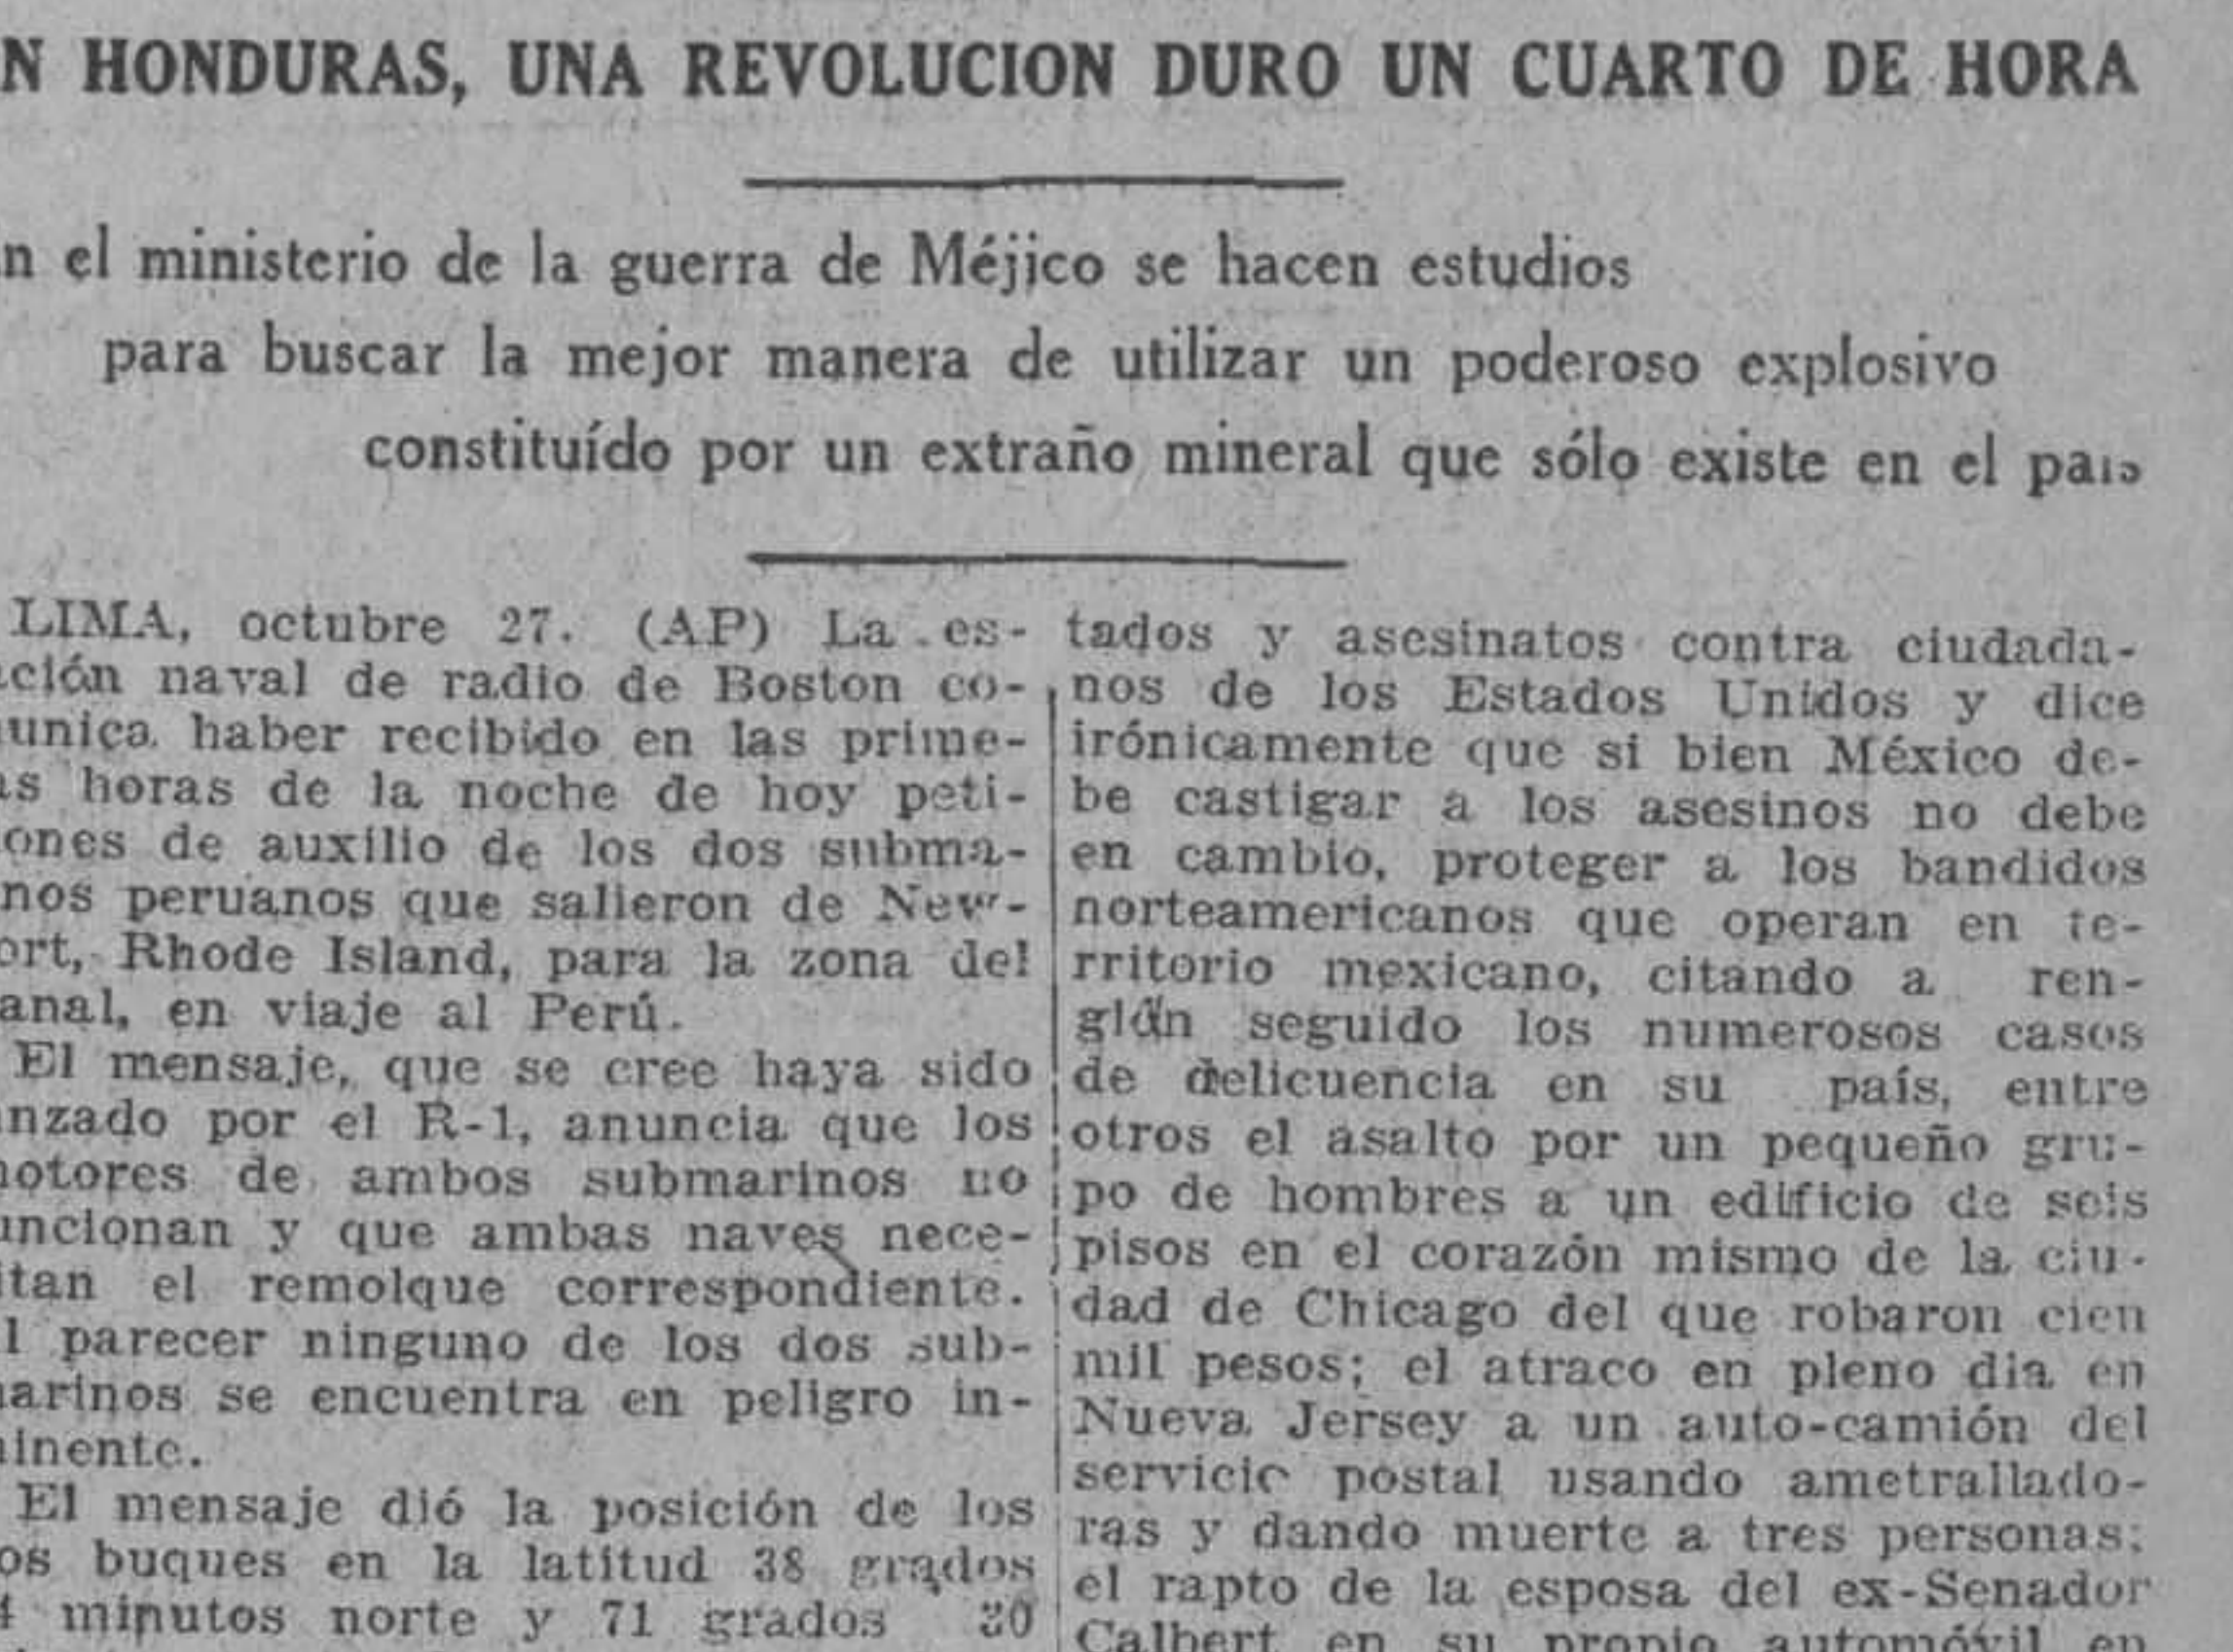 N HONDURAS, UNA REVOLUCION DURO UN CUARTO DE HORA
n el ministerio de la guerra de Méjico se hacen estudios
para buscar la mejor manera de utilizar un poderoso explosivo
constituído por un extraño mineral que sólo existe en el pais
LIMA, octubre 27. (AP) La es-
ación naval de radio de Boston co-
unica haber recibido en las prime-
as horas de la noche de hoy peti-
ones de auxilio de los dos subma-
nos peruanos que salieron de New-
ort, Rhode Island, para la zona del
anal, en viaje al Perú.
El mensaje, que se cree haya sido
nzado por el R-1, anuncia que los
otores de ambos submarinos no
uncionan y que ambas naves nece-
itan el remolque correspondiente.
l parecer ninguno de los dos sub-
arinos se encuentra en peligro in-
inente.
El mensaje dió la posición de los
os buques en la latitud 38 grados
4 minutos norte y 71 grados 30
tados y asesinatos contra ciudada-
nos de los Estados Unidos y dice
irónicamente que si bien México de-
be castigar a los asesinos no debe
en cambio, proteger a los bandidos
norteamericanos que operan en te-
rritorio mexicano, citando a ren-
glón seguido los numerosos casos
de delicuencia en su país, entre
otros el asalto por un pequeño gru-
po de hombres a un edificio de seis
pisos en el corazón mismo de la ciu-
dad de Chicago del que robaron cien
mil pesos; el atraco en pleno dia en
Nueva Jersey a un auto-camión del
servicio postal usando ametrallado-
ras y dando muerte a tres personas;
el rapto de la esposa del ex-Senador
Calbert en su propio automóvil en